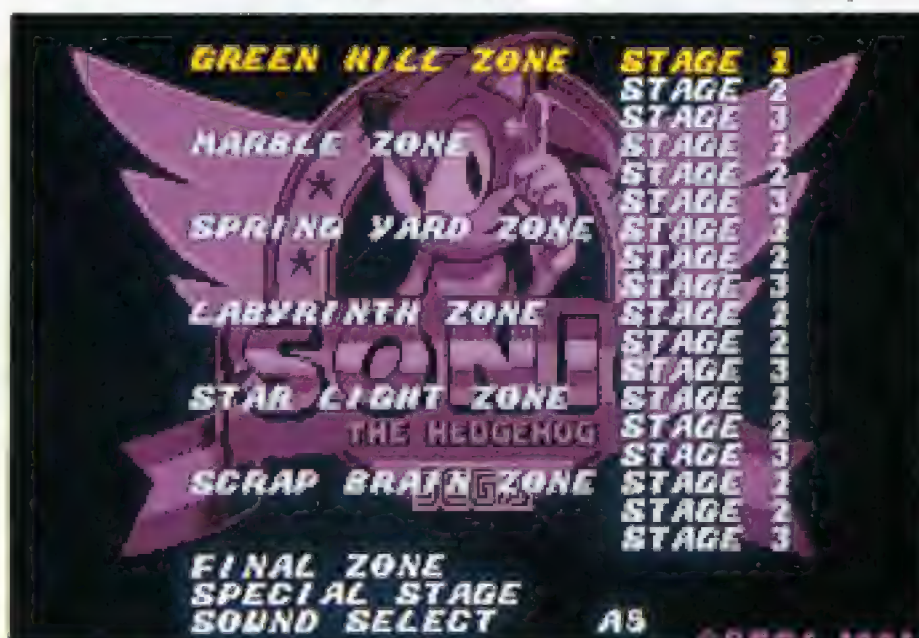 GREEN HILL ZONE STAGE 1
STAGE 2
STAGE 3
MARBLE ZONE STAGE 1
STAGE 2
STAGE 3
SPRING YARD ZONE STAGE 1
STAGE 2
STAGE 3
LABYRINTH ZONE STAGE 1
STAGE 2
SONI
STAGE 3
STAR LIGHT ZONE STAGE 1
STAGE 2
THE HEDGEHOG
STAGE 3
SCRAP BRAIN ZONE STAGE 1
SEGA
STAGE 2
STAGE 3
FINAL ZONE
SPECIAL STAGE
SOUND SELECT A8